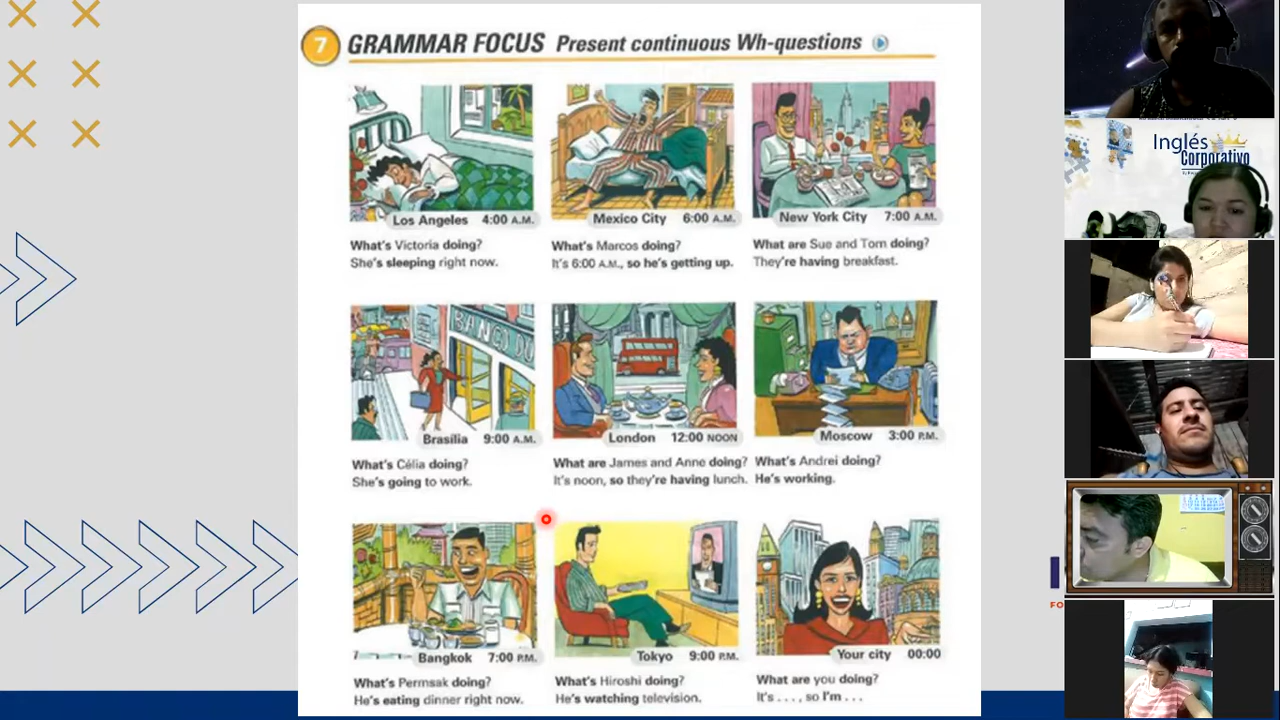 7 GRAMMAR FOCUS Present continuous Wh-questions
Los Angeles 4:00 A.M.
What's Victoria doing?
She's sleeping right now.
Mexico City 6:00 A.M.
What's Marcos doing?
It's 6:00 A.M., so he's getting up.
New York City 7:00 A.M.
What are Sue and Tom doing?
They're having breakfast.
BANCO DU
Brasília 9:00 A.M.
What's Célia doing?
She's going to work.
London 12:00 NOON
What are James and Anne doing?
It's noon, so they're having lunch.
Moscow 3:00 P.M.
What's Andrei doing?
He's working.
Bangkok 7:00 P.M.
What's Permsak doing?
He's eating dinner right now.
Tokyo 9:00 P.M.
What's Hiroshi doing?
He's watching television.
Your city 00:00
What are you doing?
It's . . . , so I'm . . .
Inglés
Corporativo
FO